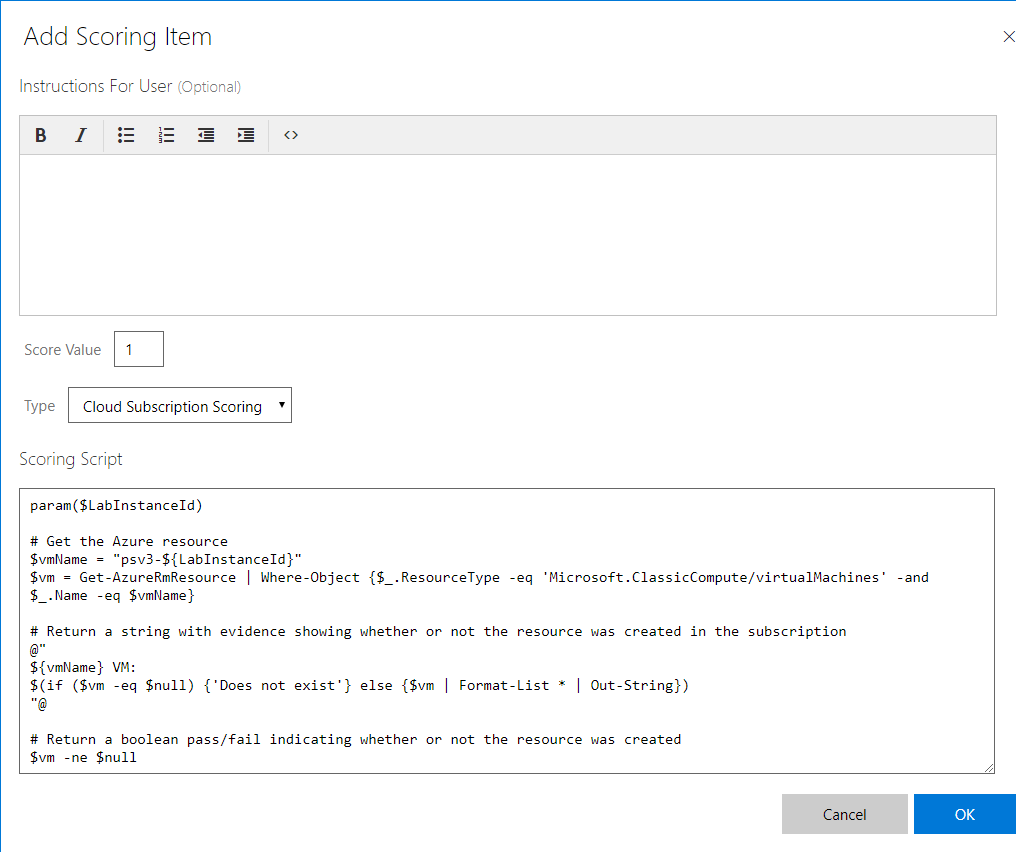 Add Scoring Item
Instructions For User (Optional)
B I
Score Value 1
Type Cloud Subscription Scoring
Scoring Script
param($LabInstanceId)
# Get the Azure resource
$vmName = "psv3-${LabInstanceId}"
$vm = Get-AzureRmResource | Where-Object {$_.ResourceType -eq 'Microsoft.ClassicCompute/virtualMachines' -and
$_.Name -eq $vmName}
# Return a string with evidence showing whether or not the resource was created in the subscription
@"
${vmName} VM:
$(if ($vm -eq $null) {'Does not exist'} else {$vm | Format-List * | Out-String})
"@
# Return a boolean pass/fail indicating whether or not the resource was created
$vm -ne $null
Cancel OK